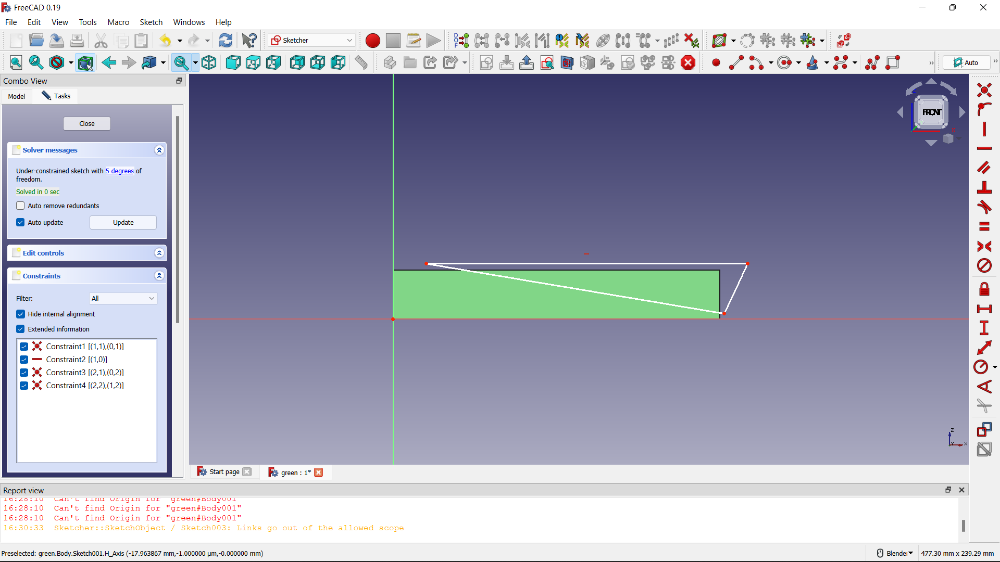 FreeCAD 0.19
File Edit View Tools Macro Sketch Windows Help
Sketcher
Auto
Combo View
Model Tasks
Close
Solver messages
Under-constrained sketch with 5 degrees of
freedom.
Solved in 0 sec
Auto remove redundants
Auto update Update
Edit controls
Constraints
Filter: All
Hide internal alignment
Extended information
Constraint1 [(1,1),(0,1)]
Constraint2 [(1,0)]
Constraint3 [(2,1),(0,2)]
Constraint4 [(2,2),(1,2)]
FRONT
Z
Y X
Start page green : 1*
Report view
16:28:10 Can't find Origin for "green#Body001"
16:28:10 Can't find Origin for "green#Body001"
16:28:10 Can't find Origin for "green#Body001"
16:30:33 Sketcher::SketchObject / Sketch003: Links go out of the allowed scope
Preselected: green.Body.Sketch001.H_Axis (-17.963867 mm,-1.000000 µm,-0.000000 mm)
Blender 477.30 mm x 239.29 mm